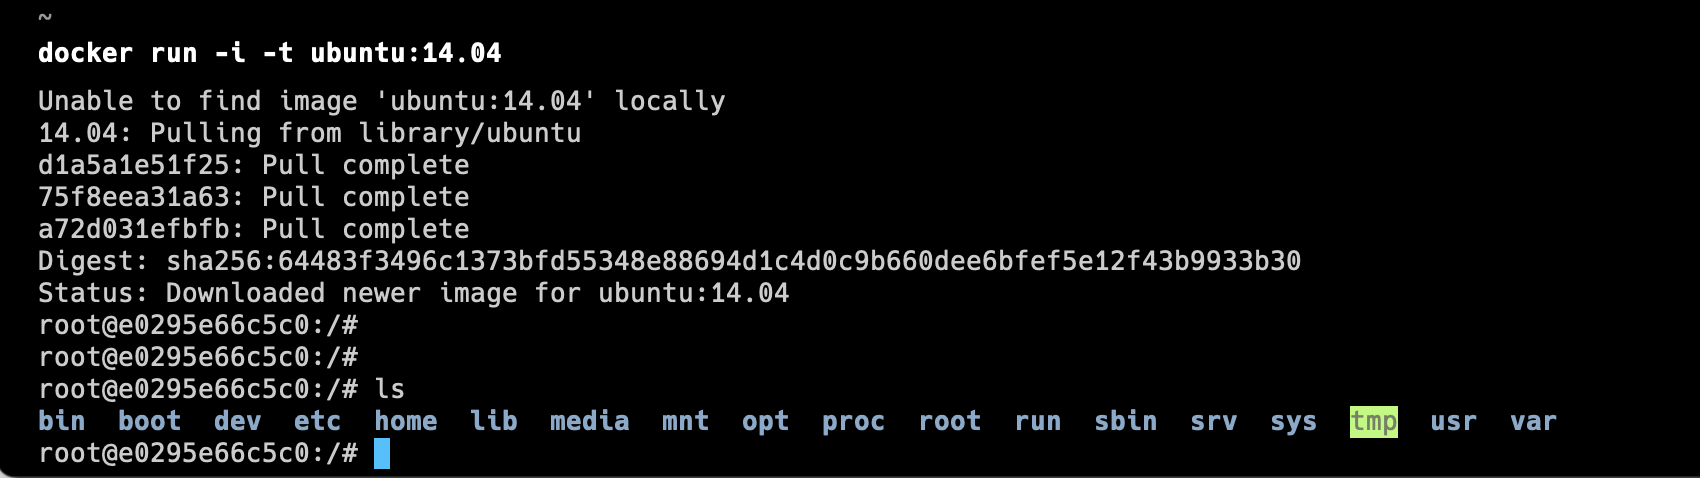 ~
docker run -i -t ubuntu:14.04
Unable to find image 'ubuntu:14.04' locally
14.04: Pulling from library/ubuntu
d1a5a1e51f25: Pull complete
75f8eea31a63: Pull complete
a72d031efbfb: Pull complete
Digest: sha256:64483f3496c1373bfd55348e88694d1c4d0c9b660dee6bfef5e12f43b9933b30
Status: Downloaded newer image for ubuntu:14.04
root@e0295e66c5c0:/#
root@e0295e66c5c0:/#
root@e0295e66c5c0:/# ls
bin  boot  dev  etc  home  lib  media  mnt  opt  proc  root  run  sbin  srv  sys  tmp  usr  var
root@e0295e66c5c0:/#